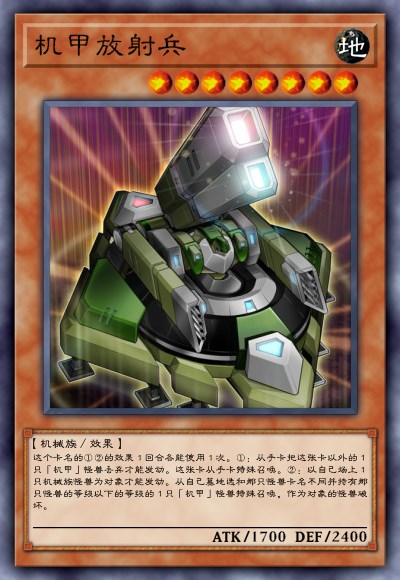 机甲放射兵
地
【机械族/效果】
这个卡名的①②的效果1回合各能使用1次。①:从手卡把这张卡以外的1
只「机甲」怪兽丢弃才能发动。这张卡从手卡特殊召唤。②:以自己场上1
只机械族怪兽为对象才能发动。从自己墓地选和那只怪兽卡名不同并持有那
只怪兽的等级以下的等级的1只「机甲」怪兽特殊召唤,作为对象的怪兽破
坏。
ATK/1700 DEF/2400